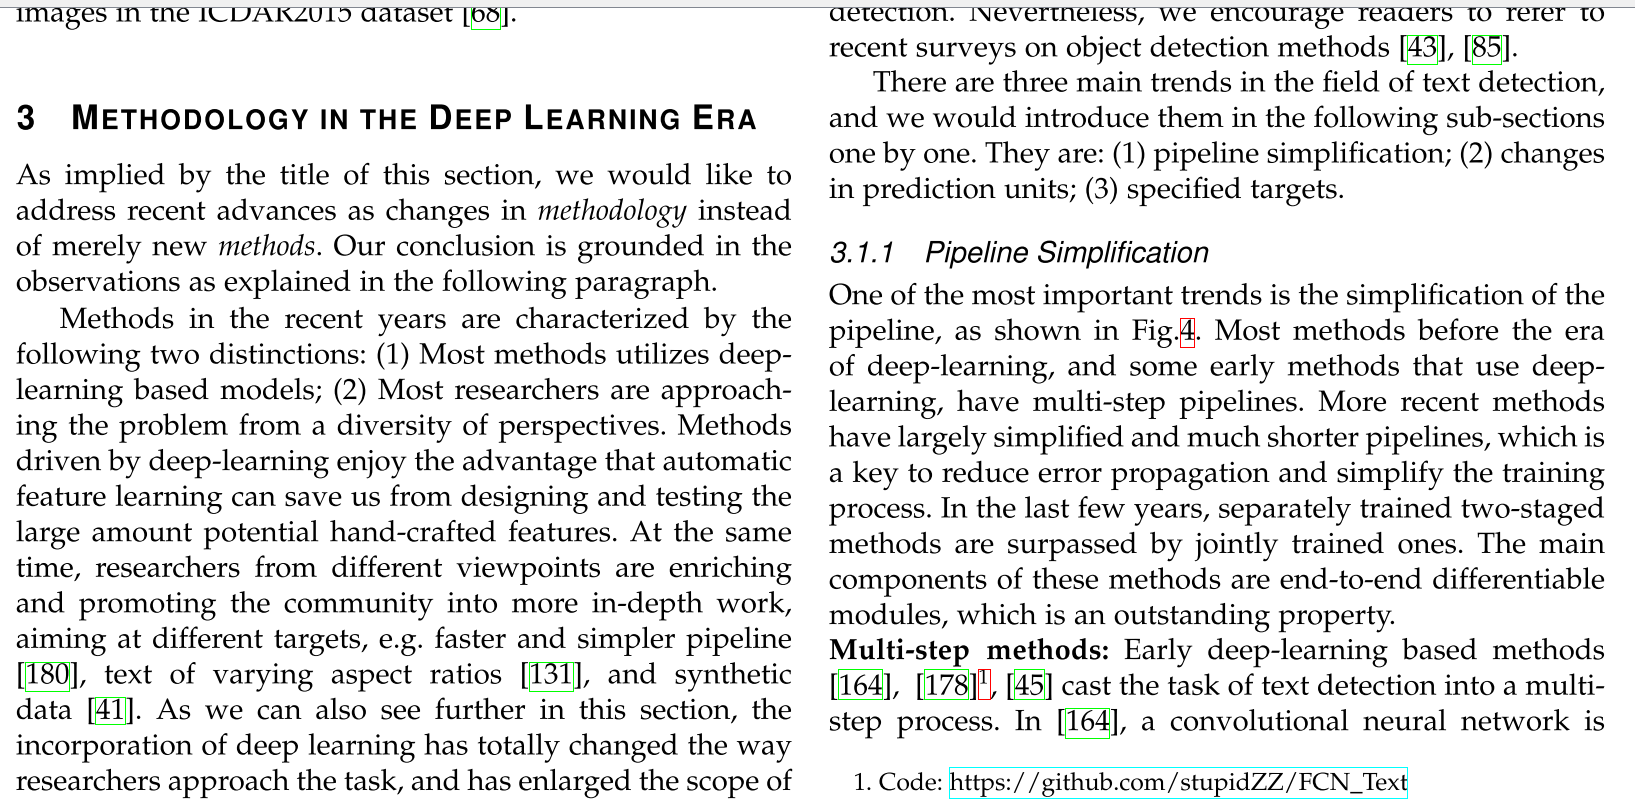 images in the ICDAR2015 dataset [68].
3 METHODOLOGY IN THE DEEP LEARNING ERA
As implied by the title of this section, we would like to
address recent advances as changes in methodology instead
of merely new methods. Our conclusion is grounded in the
observations as explained in the following paragraph.
Methods in the recent years are characterized by the
following two distinctions: (1) Most methods utilizes deep-
learning based models; (2) Most researchers are approach-
ing the problem from a diversity of perspectives. Methods
driven by deep-learning enjoy the advantage that automatic
feature learning can save us from designing and testing the
large amount potential hand-crafted features. At the same
time, researchers from different viewpoints are enriching
and promoting the community into more in-depth work,
aiming at different targets, e.g. faster and simpler pipeline
[180], text of varying aspect ratios [131], and synthetic
data [41]. As we can also see further in this section, the
incorporation of deep learning has totally changed the way
researchers approach the task, and has enlarged the scope of
detection. Nevertheless, we encourage readers to refer to
recent surveys on object detection methods [43], [85].
There are three main trends in the field of text detection,
and we would introduce them in the following sub-sections
one by one. They are: (1) pipeline simplification; (2) changes
in prediction units; (3) specified targets.
3.1.1 Pipeline Simplification
One of the most important trends is the simplification of the
pipeline, as shown in Fig.4. Most methods before the era
of deep-learning, and some early methods that use deep-
learning, have multi-step pipelines. More recent methods
have largely simplified and much shorter pipelines, which is
a key to reduce error propagation and simplify the training
process. In the last few years, separately trained two-staged
methods are surpassed by jointly trained ones. The main
components of these methods are end-to-end differentiable
modules, which is an outstanding property.
Multi-step methods: Early deep-learning based methods
[164], [178]1, [45] cast the task of text detection into a multi-
step process. In [164], a convolutional neural network is
1. Code: https://github.com/stupidZZ/FCN_Text